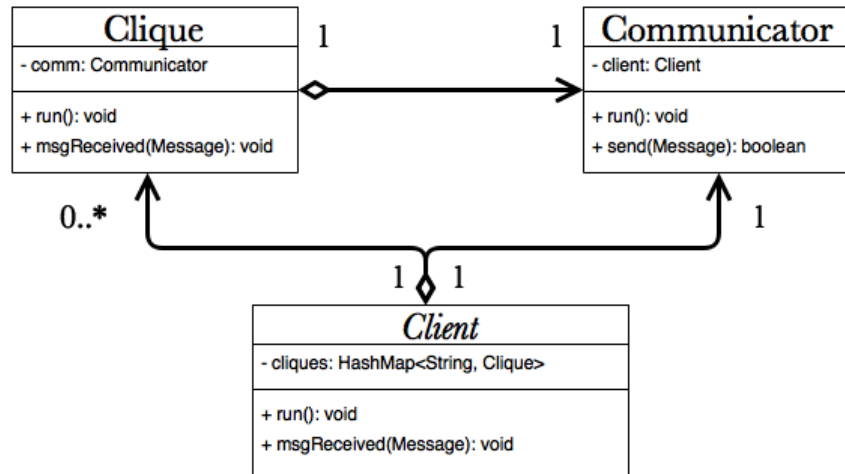 Clique
- comm: Communicator
+ run(): void
+ msgReceived(Message): void
1
1
Communicator
- client: Client
+ run(): void
+ send(Message): boolean
0..*
1
1
1
Client
- cliques: HashMap<String, Clique>
+ run(): void
+ msgReceived(Message): void